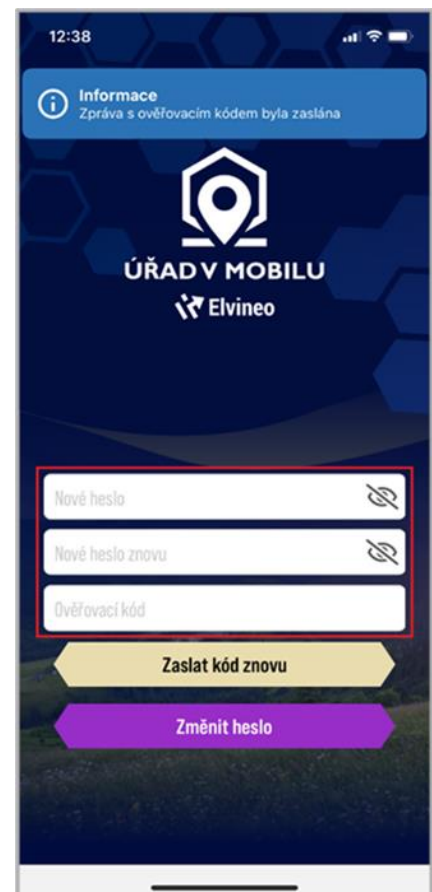 12:38
Informace
Zpráva s ověřovacím kódem byla zaslána
ÚŘAD V MOBILU
Elvineo
Nové heslo
Nové heslo znovu
Ověřovací kód
Zaslat kód znovu
Změnit heslo